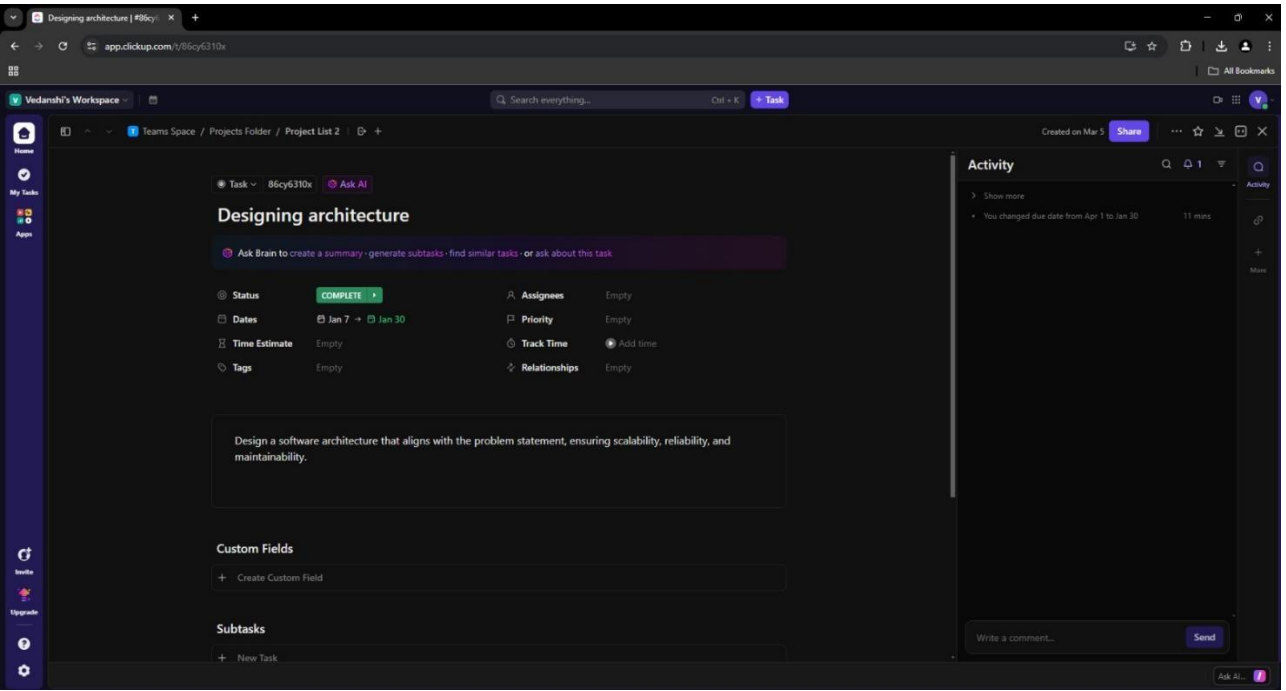 Designing architecture | #86cy6
app.clickup.com/t/86cy6310x
All Bookmarks
V Vedanshi's Workspace
Search everything... Ctrl + K + Task
V
Home
My Tasks
Apps
Invite
Upgrade
T Teams Space / Projects Folder / Project List 2
Created on Mar 5 Share
Task 86cy6310x Ask AI
Designing architecture
Ask Brain to create a summary · generate subtasks · find similar tasks · or ask about this task
Status COMPLETE Assignees Empty
Dates Jan 7 → Jan 30 Priority Empty
Time Estimate Empty Track Time Add time
Tags Empty Relationships Empty
Design a software architecture that aligns with the problem statement, ensuring scalability, reliability, and
maintainability.
Custom Fields
+ Create Custom Field
Subtasks
+ New Task
Activity 1
Show more
You changed due date from Apr 1 to Jan 30 11 mins
Write a comment... Send
Activity
More
Ask AI...